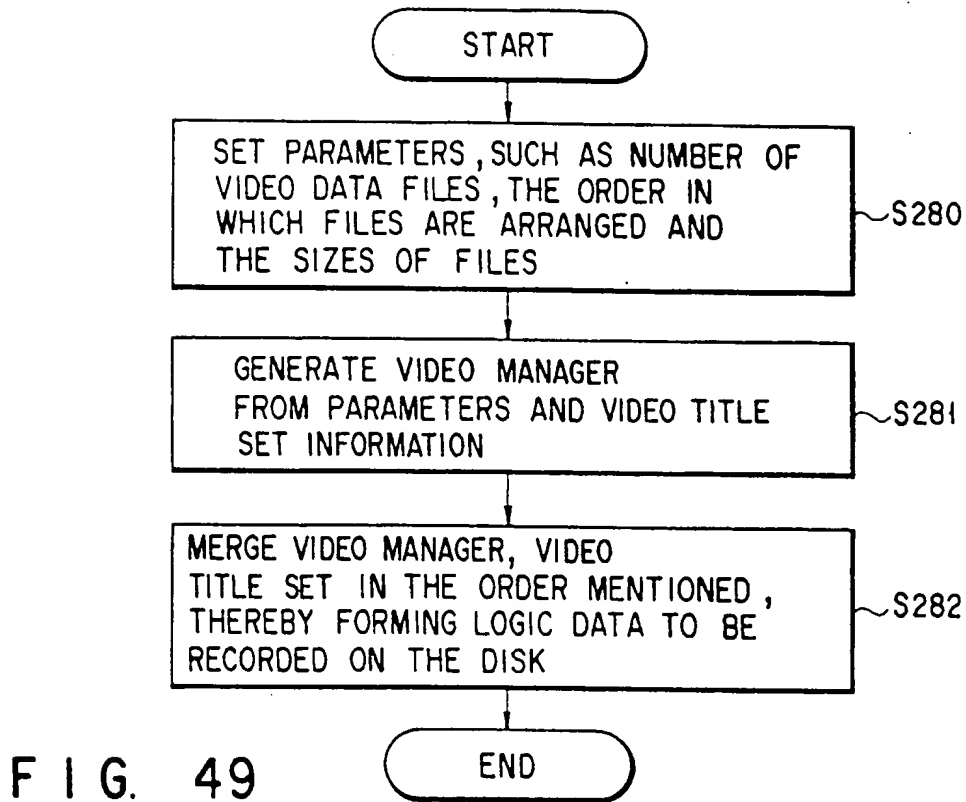 START
SET PARAMETERS, SUCH AS NUMBER OF
VIDEO DATA FILES, THE ORDER IN
WHICH FILES ARE ARRANGED AND
THE SIZES OF FILES
S280
GENERATE VIDEO MANAGER
FROM PARAMETERS AND VIDEO TITLE
SET INFORMATION
S281
MERGE VIDEO MANAGER, VIDEO
TITLE SET IN THE ORDER MENTIONED,
THEREBY FORMING LOGIC DATA TO BE
RECORDED ON THE DISK
S282
END
FIG. 49